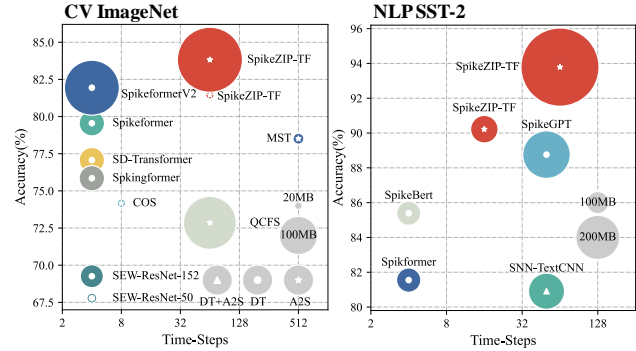 CV ImageNet
Accuracy(%)
85.0
82.5
80.0
77.5
75.0
72.5
70.0
67.5
SpikeZIP-TF
SpikeformerV2
SpikeZIP-TF
Spikeformer
MST
SD-Transformer
Spkingformer
COS
20MB
QCFS
100MB
SEW-ResNet-152
SEW-ResNet-50
DT+A2S
DT
A2S
2
8
32
128
512
Time-Steps
NLP SST-2
Accuracy(%)
96
94
92
90
88
86
84
82
80
SpikeZIP-TF
SpikeZIP-TF
SpikeGPT
SpikeBert
100MB
200MB
Spikformer
SNN-TextCNN
2
8
32
128
Time-Steps